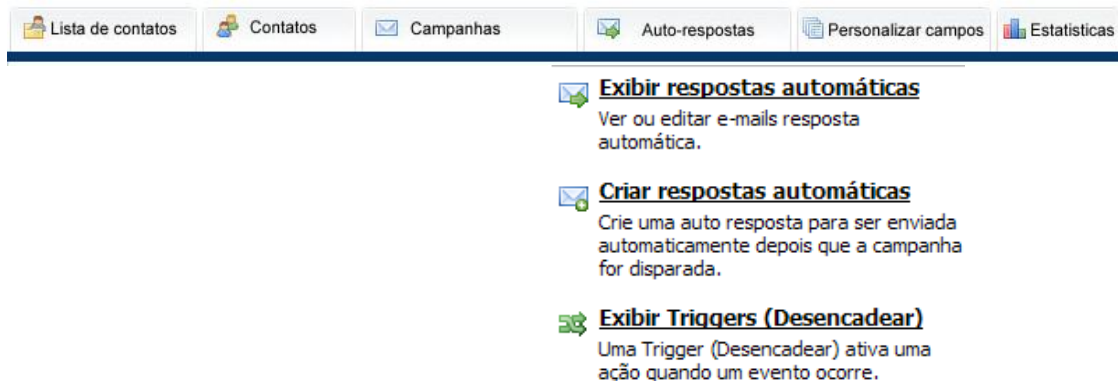 Lista de contatos
Contatos
Campanhas
Auto-respostas
Personalizar campos
Estatisticas
Exibir respostas automáticas
Ver ou editar e-mails resposta
automática.
Criar respostas automáticas
Crie uma auto resposta para ser enviada
automaticamente depois que a campanha
for disparada.
Exibir Triggers (Desencadear)
Uma Trigger (Desencadear) ativa uma
ação quando um evento ocorre.